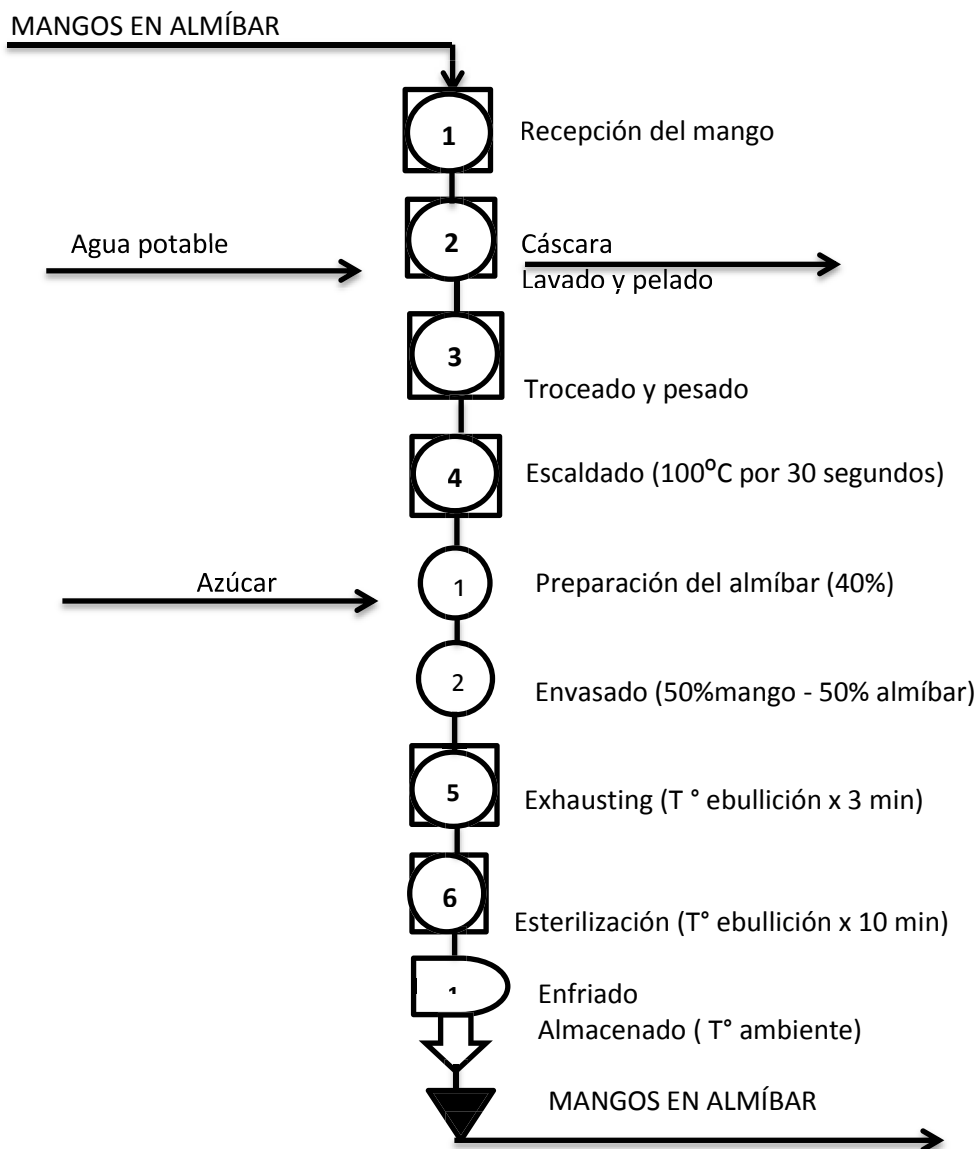 MANGOS EN ALMÍBAR
1 Recepción del mango
Agua potable
2 Cáscara
Lavado y pelado
3
Troceado y pesado
4 Escaldado (100ºC por 30 segundos)
Azúcar
1 Preparación del almíbar (40%)
2 Envasado (50%mango - 50% almíbar)
5 Exhausting (T ° ebullición x 3 min)
6
Esterilización (T° ebullición x 10 min)
1 Enfriado
Almacenado ( T° ambiente)
MANGOS EN ALMÍBAR